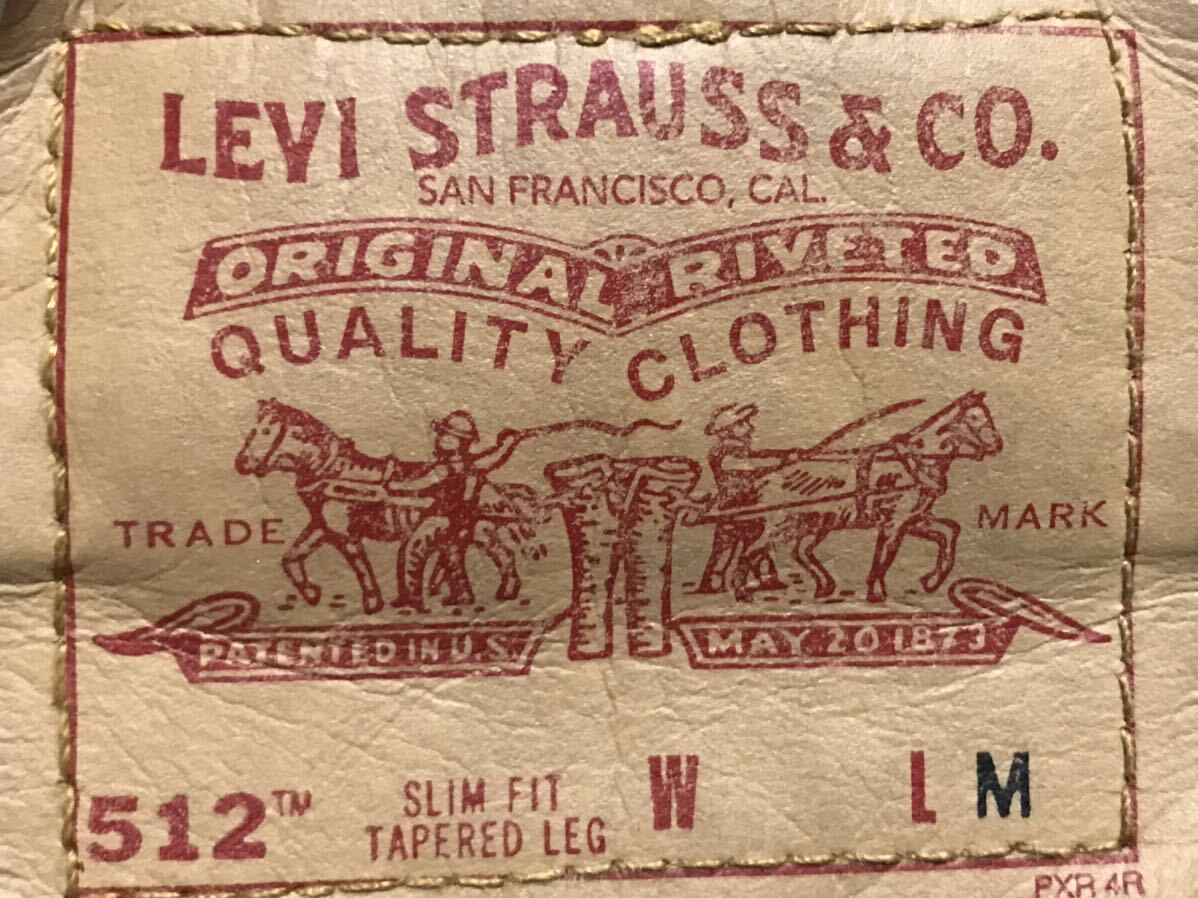 LEVI STRAUSS & CO.
SAN FRANCISCO, CAL.
ORIGINAL RIVETED
QUALITY CLOTHING
TRADE MARK
PATENTED IN U.S. MAY 20 1873
512™ SLIM FIT TAPERED LEG W L M
PXR 4R